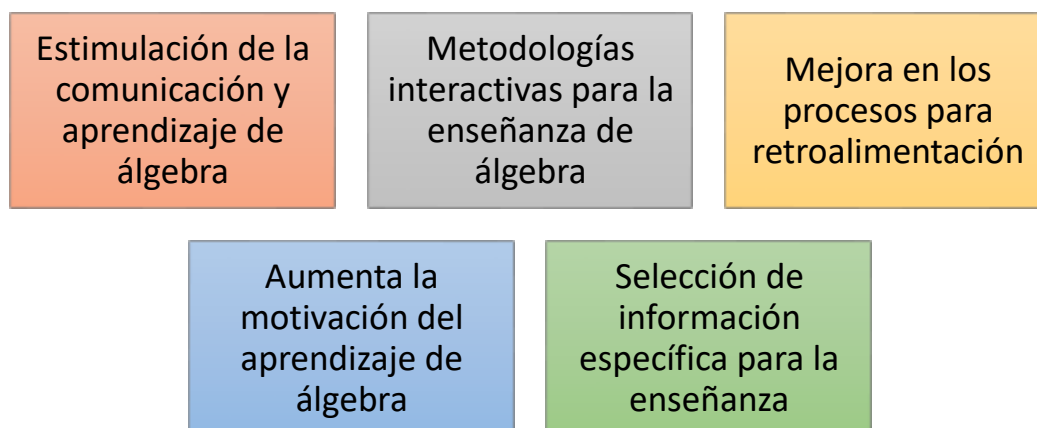 Estimulación de la
comunicación y
aprendizaje de
álgebra
Metodologías
interactivas para la
enseñanza de
álgebra
Mejora en los
procesos para
retroalimentación
Aumenta la
motivación del
aprendizaje de
álgebra
Selección de
información
específica para la
enseñanza